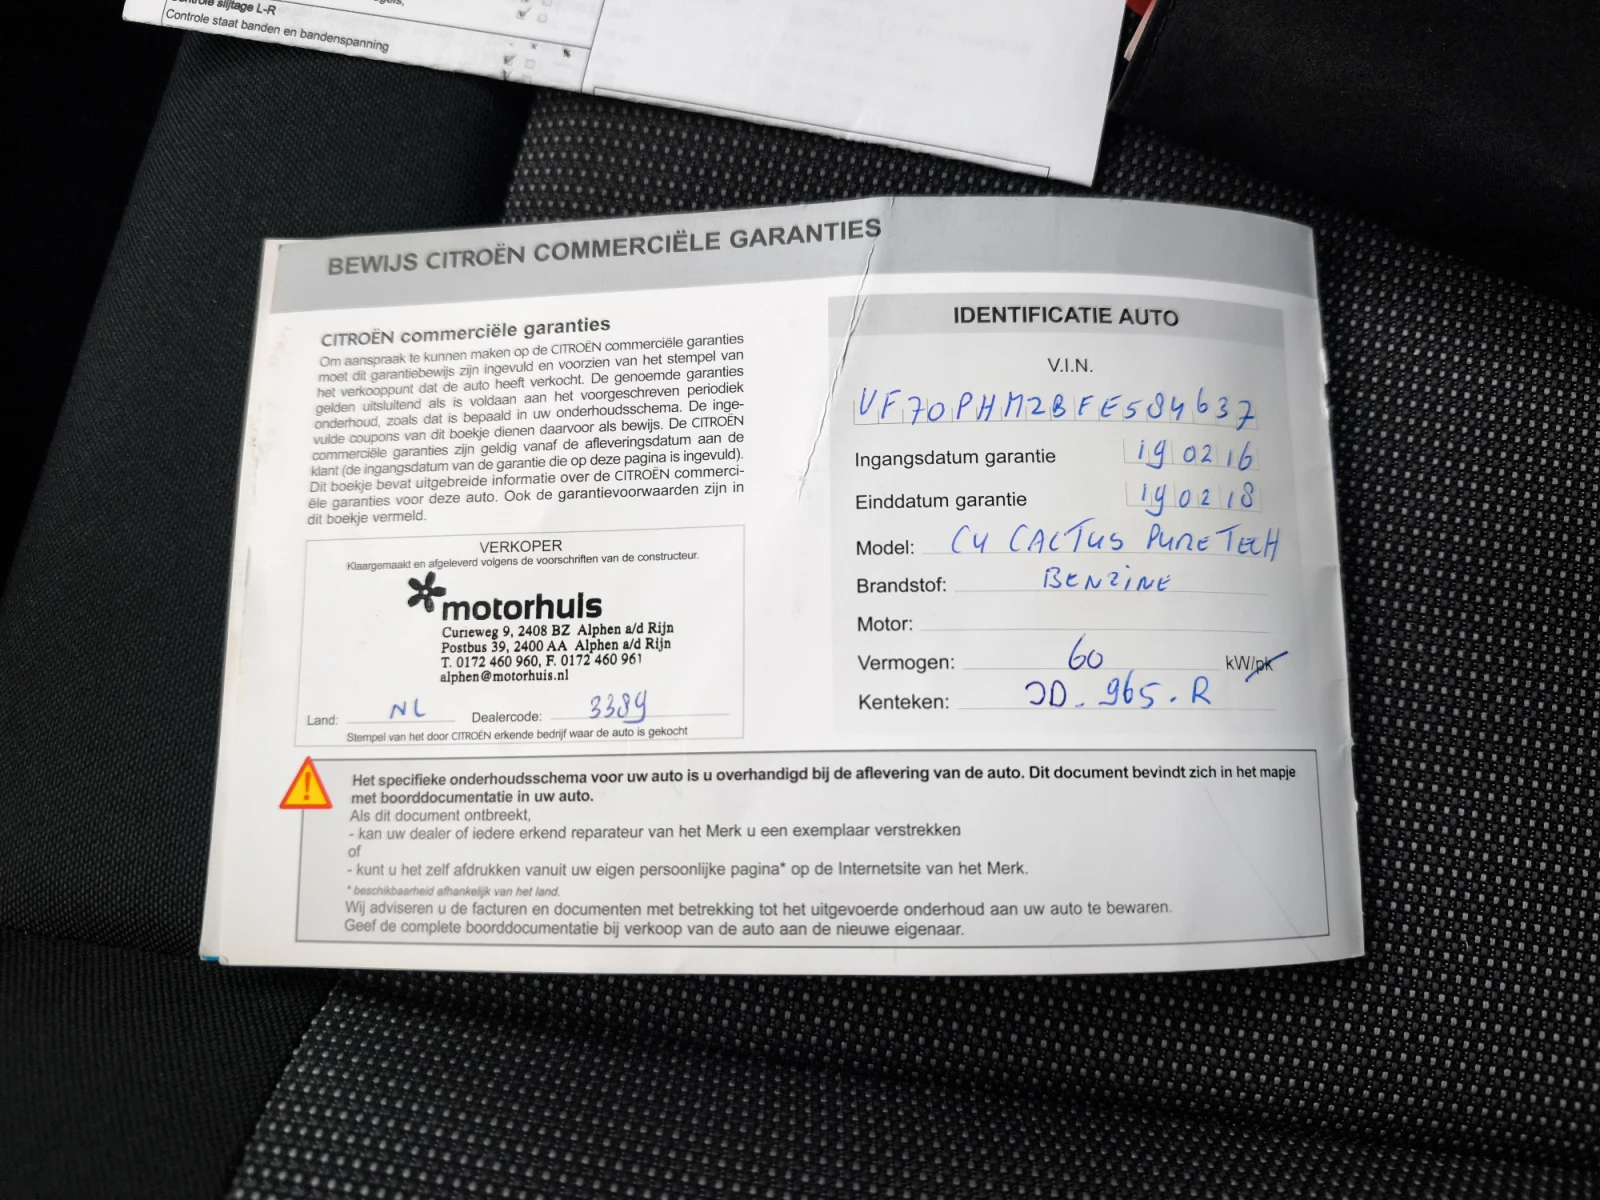 Controle slijtage L-R
Controle staat banden en bandenspanning
BEWIJS CITROËN COMMERCIËLE GARANTIES
CITROËN commerciële garanties
Om aanspraak te kunnen maken op de CITROËN commerciële garanties
moet dit garantiebewijs zijn ingevuld en voorzien van het stempel van
het verkooppunt dat de auto heeft verkocht. De genoemde garanties
gelden uitsluitend als is voldaan aan het voorgeschreven periodiek
onderhoud, zoals dat is bepaald in uw onderhoudsschema. De inge-
vulde coupons van dit boekje dienen daarvoor als bewijs. De CITROËN
commerciële garanties zijn geldig vanaf de afleveringsdatum aan de
klant (de ingangsdatum van de garantie die op deze pagina is ingevuld).
Dit boekje bevat uitgebreide informatie over de CITROËN commerci-
ële garanties voor deze auto. Ook de garantievoorwaarden zijn in
dit boekje vermeld.
VERKOPER
Klaargemaakt en afgeleverd volgens de voorschriften van de constructeur.
motorhuis
Curieweg 9, 2408 BZ Alphen a/d Rijn
Postbus 39, 2400 AA Alphen a/d Rijn
T. 0172 460 960, F. 0172 460 961
alphen@motorhuis.nl
Land: NL Dealercode: 3389
Stempel van het door CITROËN erkende bedrijf waar de auto is gekocht
IDENTIFICATIE AUTO
V.I.N.
VF70PHM2BFE584637
Ingangsdatum garantie 190216
Einddatum garantie 190218
Model: C4 CACTUS PURETECH
Brandstof: BENZINE
Motor:
Vermogen: 60 kW/pk
Kenteken: JD-965-R
Het specifieke onderhoudsschema voor uw auto is u overhandigd bij de aflevering van de auto. Dit document bevindt zich in het mapje
met boorddocumentatie in uw auto.
Als dit document ontbreekt,
- kan uw dealer of iedere erkend reparateur van het Merk u een exemplaar verstrekken
of
- kunt u het zelf afdrukken vanuit uw eigen persoonlijke pagina* op de Internetsite van het Merk.
* beschikbaarheid afhankelijk van het land.
Wij adviseren u de facturen en documenten met betrekking tot het uitgevoerde onderhoud aan uw auto te bewaren.
Geef de complete boorddocumentatie bij verkoop van de auto aan de nieuwe eigenaar.